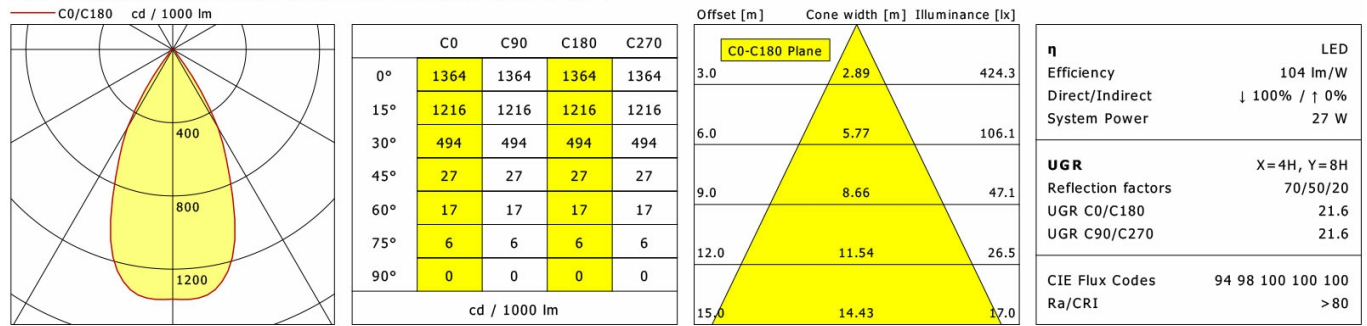 C0/C180 cd / 1000 lm
400
800
1200
C0 C90 C180 C270
0° 1364 1364 1364 1364
15° 1216 1216 1216 1216
30° 494 494 494 494
45° 27 27 27 27
60° 17 17 17 17
75° 6 6 6 6
90° 0 0 0 0
cd / 1000 lm
Offset [m] Cone width [m] Illuminance [lx]
C0-C180 Plane
3.0 2.89 424.3
6.0 5.77 106.1
9.0 8.66 47.1
12.0 11.54 26.5
15.0 14.43 17.0
η LED
Efficiency 104 lm/W
Direct/Indirect ↓ 100% / ↑ 0%
System Power 27 W
UGR X=4H, Y=8H
Reflection factors 70/50/20
UGR C0/C180 21.6
UGR C90/C270 21.6
CIE Flux Codes 94 98 100 100 100
Ra/CRI >80